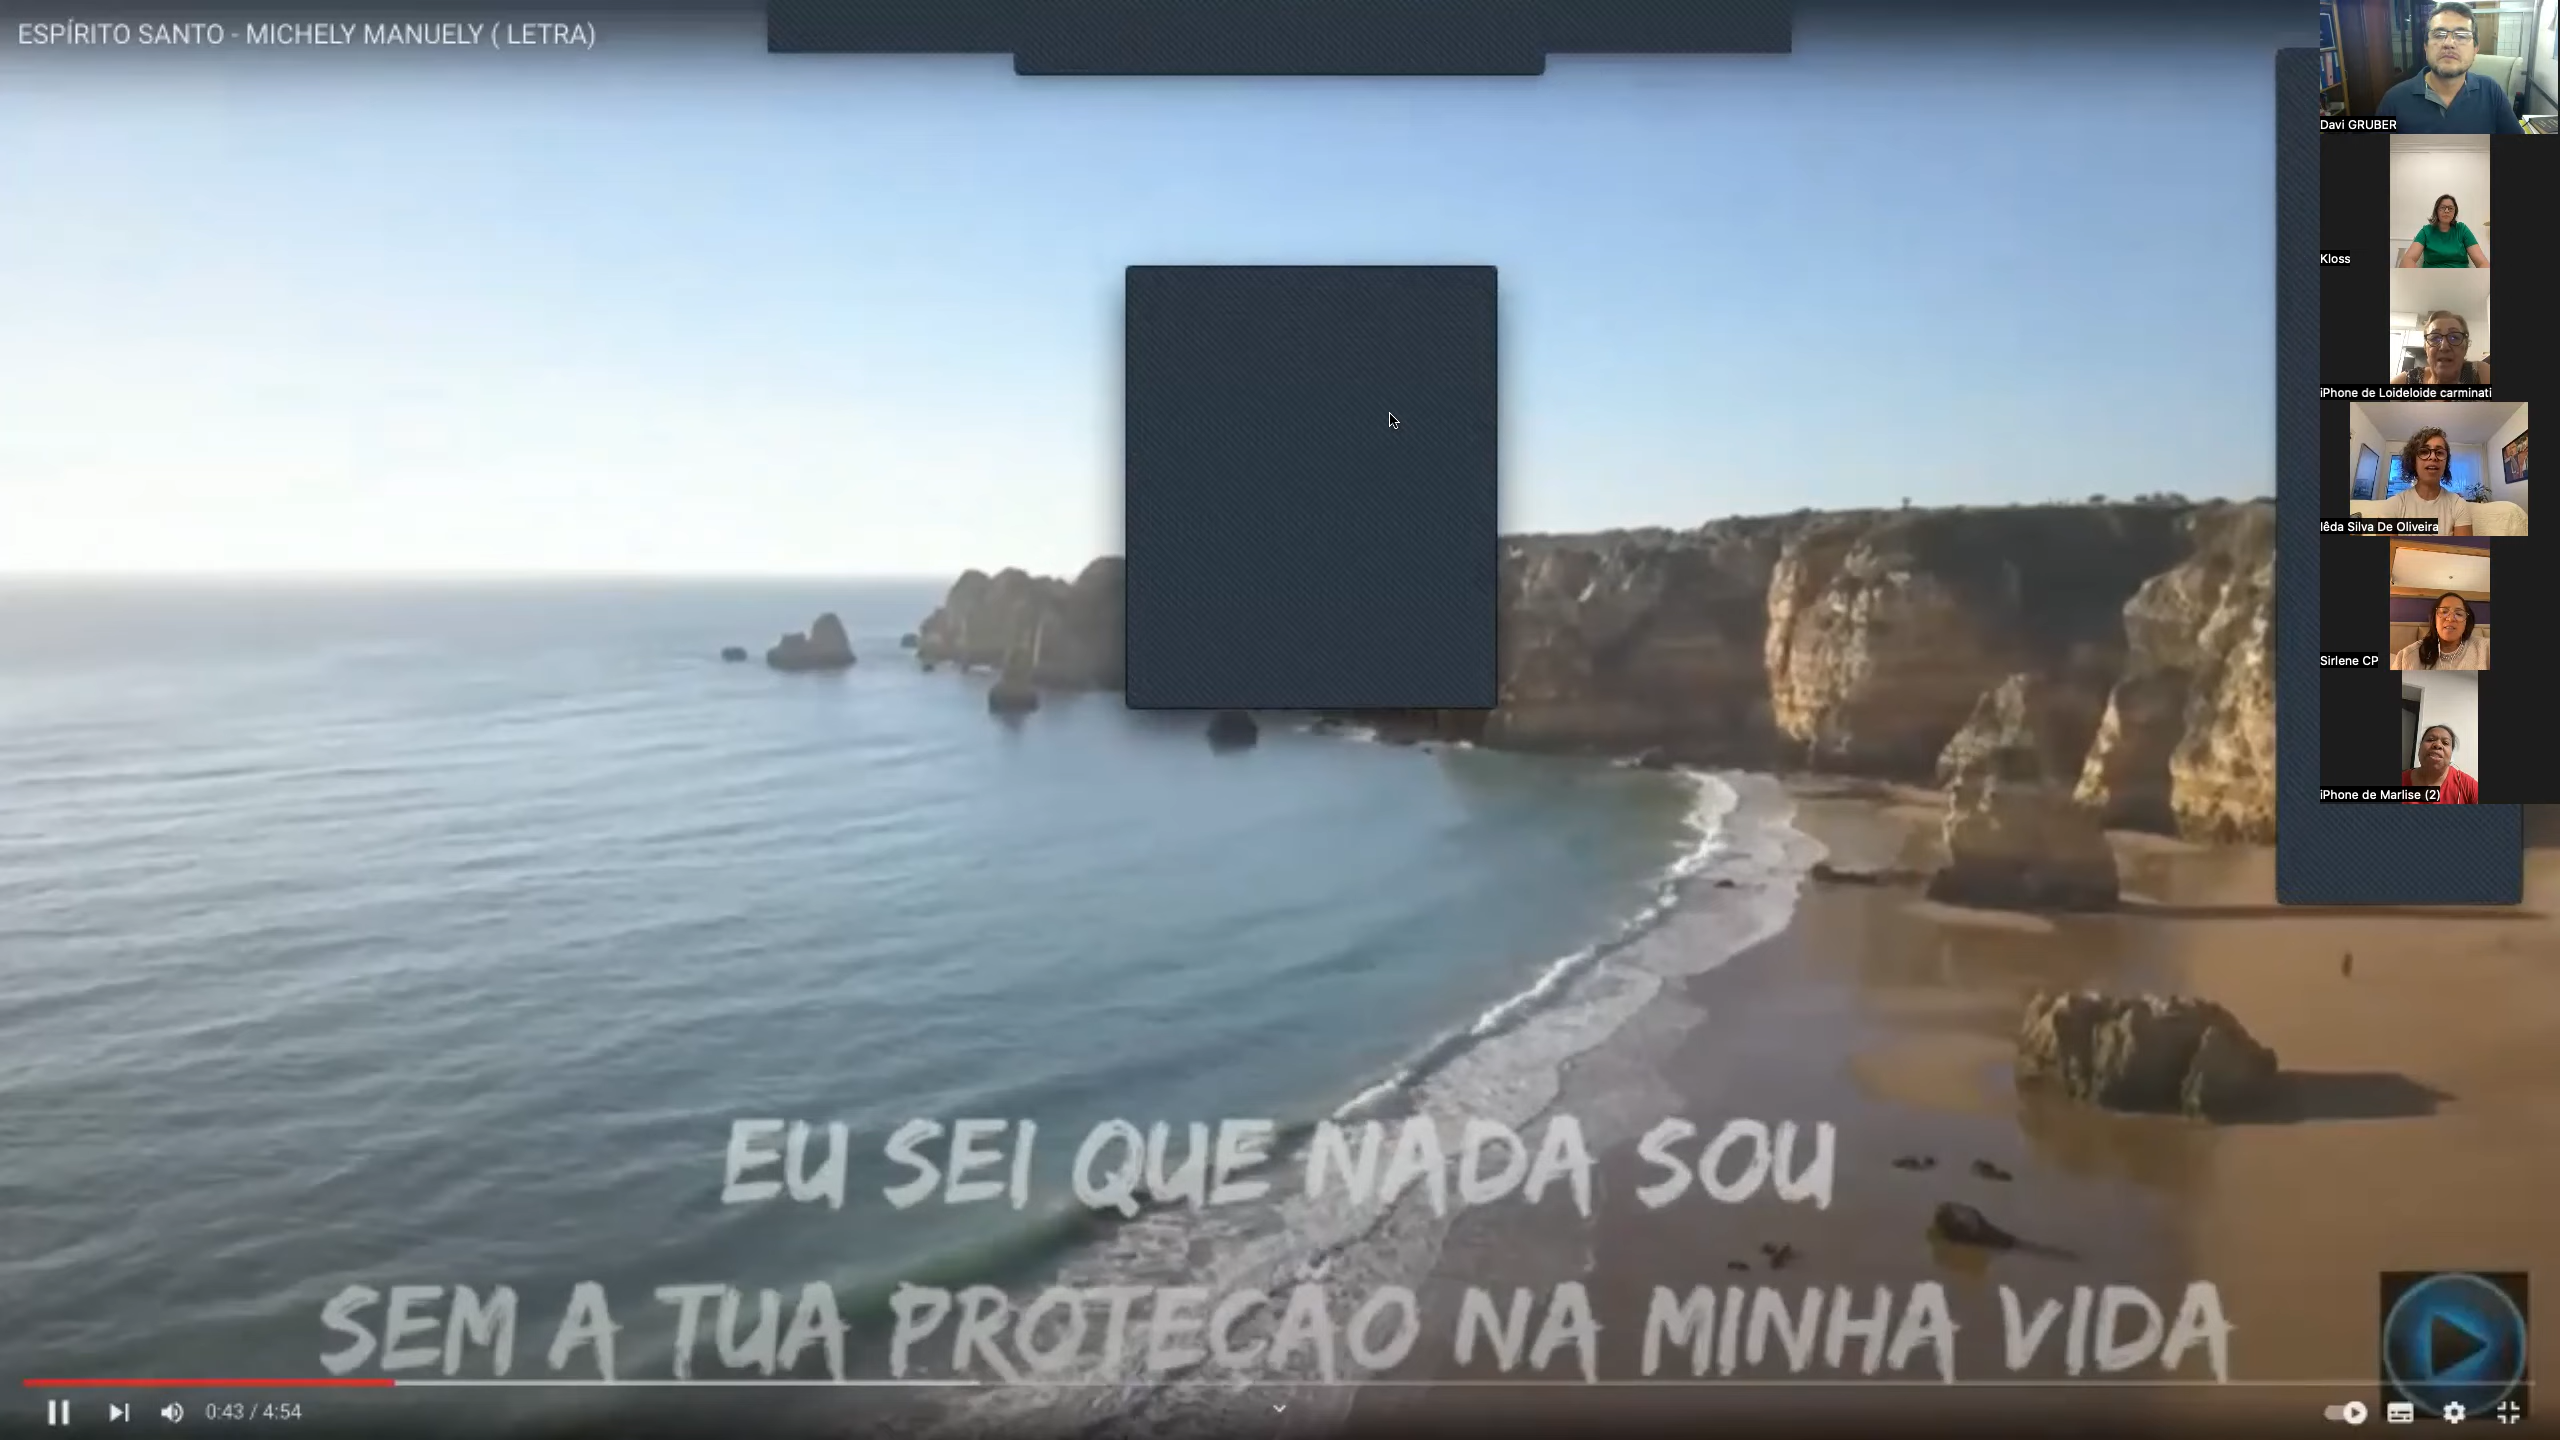 ESPÍRITO SANTO - MICHELY MANUELY ( LETRA)
Davi GRUBER
Kloss
iPhone de Loideloide carminati
Iêda Silva De Oliveira
Sirlene CP
iPhone de Marlise (2)
EU SEI QUE NADA SOU
SEM A TUA PROTEÇÃO NA MINHA VIDA
0:43 / 4:54